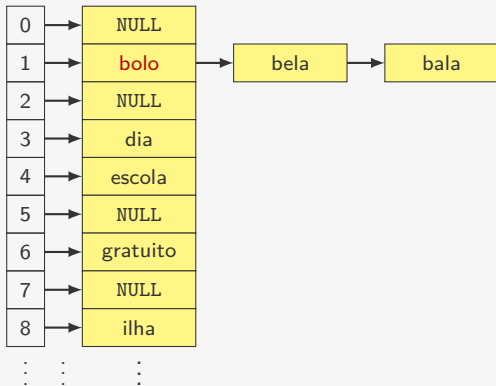 0 NULL
1 bolo bela bala
2 NULL
3 dia
4 escola
5 NULL
6 gratuito
7 NULL
8 ilha
⋮ ⋮ ⋮